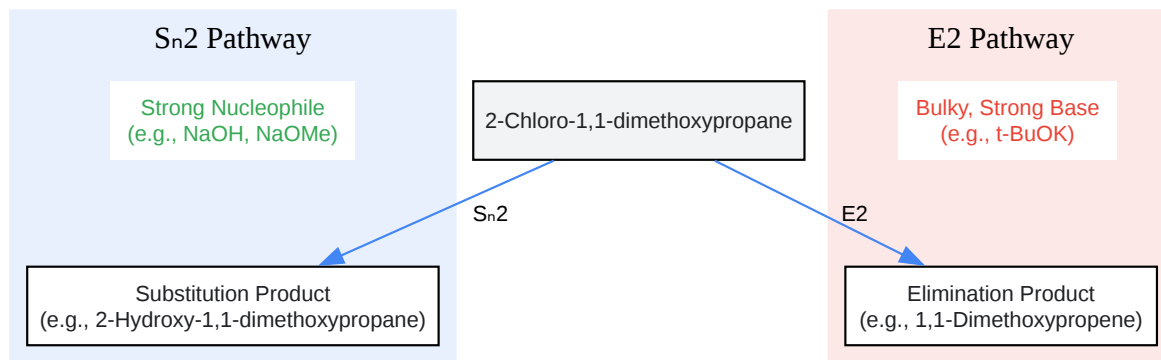 Sₙ2 Pathway
E2 Pathway
Strong Nucleophile
(e.g., NaOH, NaOMe)
2-Chloro-1,1-dimethoxypropane
Bulky, Strong Base
(e.g., t-BuOK)
Sₙ2
E2
Substitution Product
(e.g., 2-Hydroxy-1,1-dimethoxypropane)
Elimination Product
(e.g., 1,1-Dimethoxypropene)